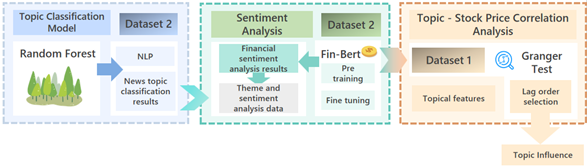 Topic Classification
Model
Dataset 2
Random Forest
NLP
News topic
classification
results
Sentiment
Analysis
Dataset 2
Financial
sentiment
analysis results
Fin-Bert
Pre
training
Theme and
sentiment
analysis data
Fine tuning
Topic - Stock Price Correlation
Analysis
Dataset 1
Granger
Test
Topical features
Lag order
selection
Topic Influence